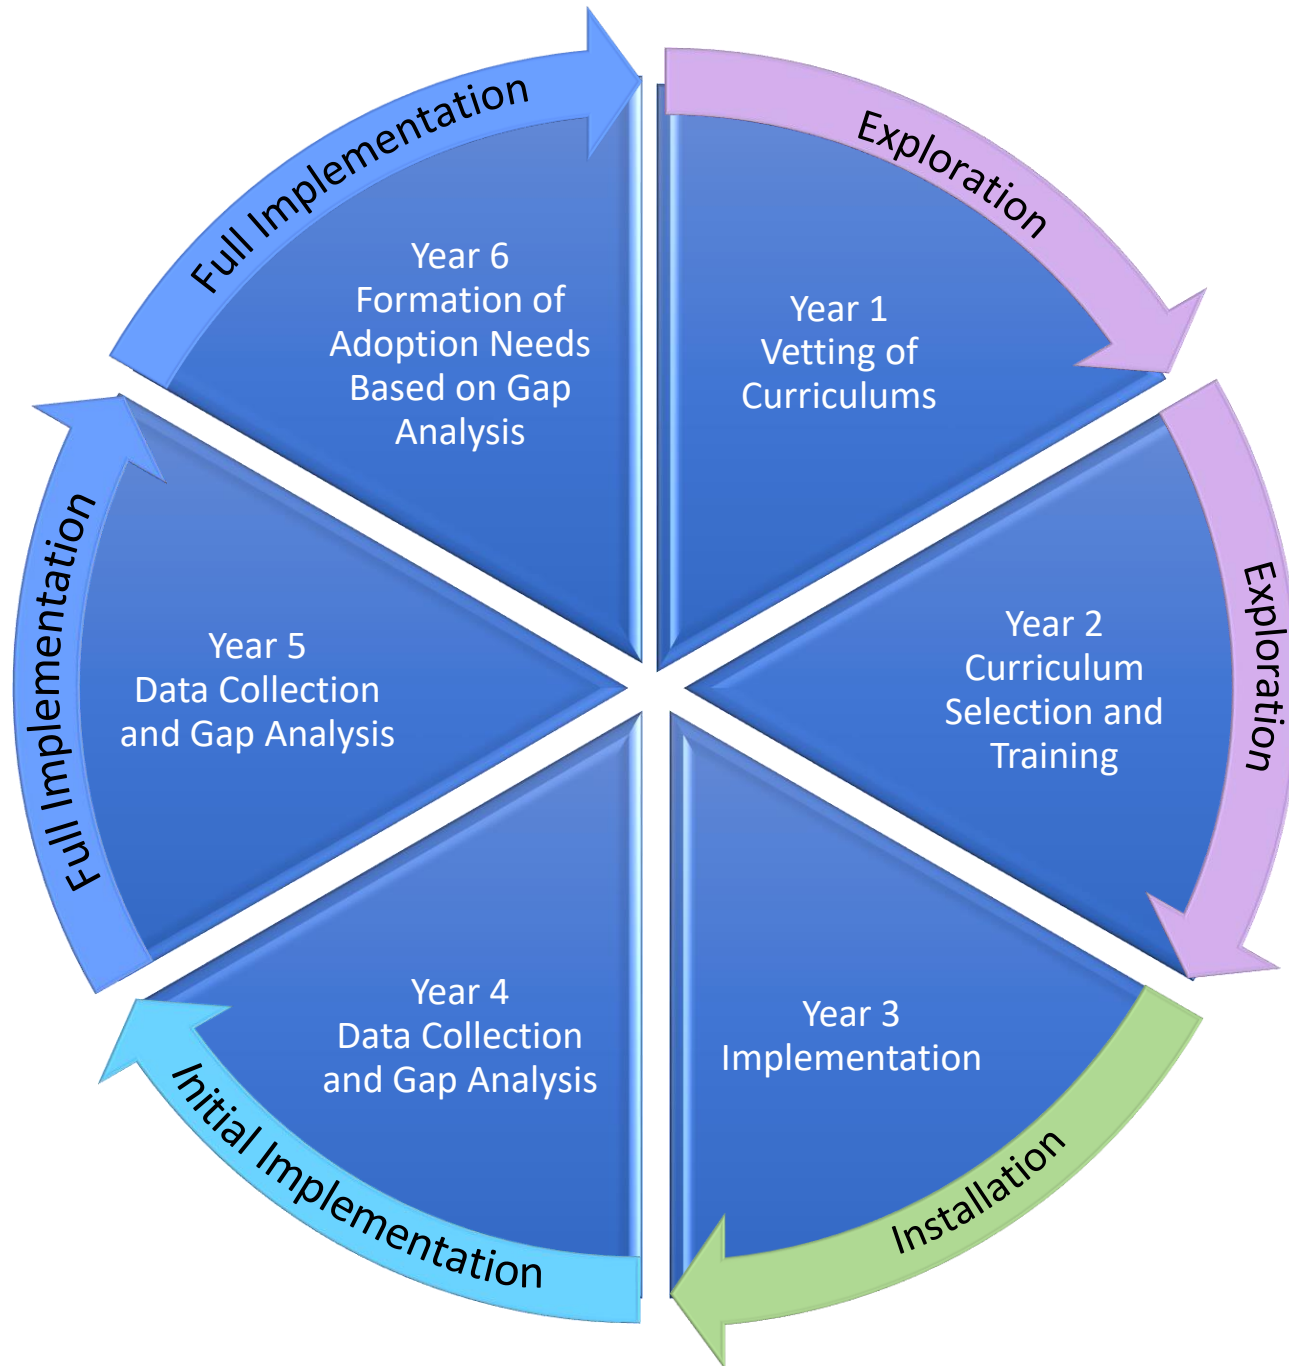 Exploration
Year 1
Vetting of
Curriculums
Exploration
Year 2
Curriculum
Selection and
Training
Installation
Year 3
Implementation
Initial Implementation
Year 4
Data Collection
and Gap Analysis
Full Implementation
Year 5
Data Collection
and Gap Analysis
Full Implementation
Year 6
Formation of
Adoption Needs
Based on Gap
Analysis